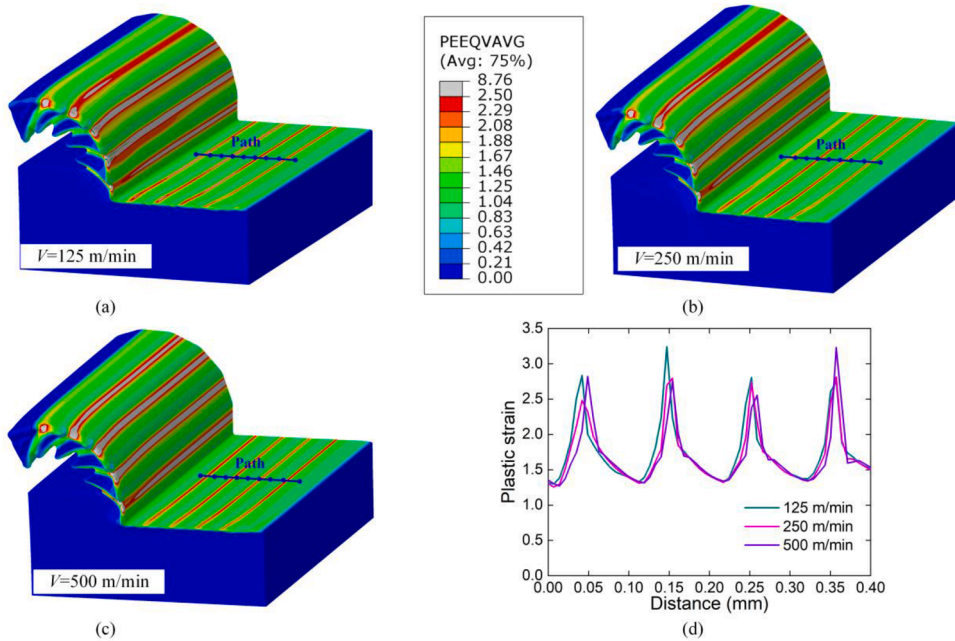 Path
V=125 m/min
(a)
PEEQVAVG
(Avg: 75%)
8.76
2.50
2.29
2.08
1.88
1.67
1.46
1.25
1.04
0.83
0.63
0.42
0.21
0.00
Path
V=250 m/min
(b)
Path
V=500 m/min
(c)
3.5
3.0
2.5
2.0
1.5
1.0
0.5
0.0
Plastic strain
125 m/min
250 m/min
500 m/min
0.00 0.05 0.10 0.15 0.20 0.25 0.30 0.35 0.40
Distance (mm)
(d)